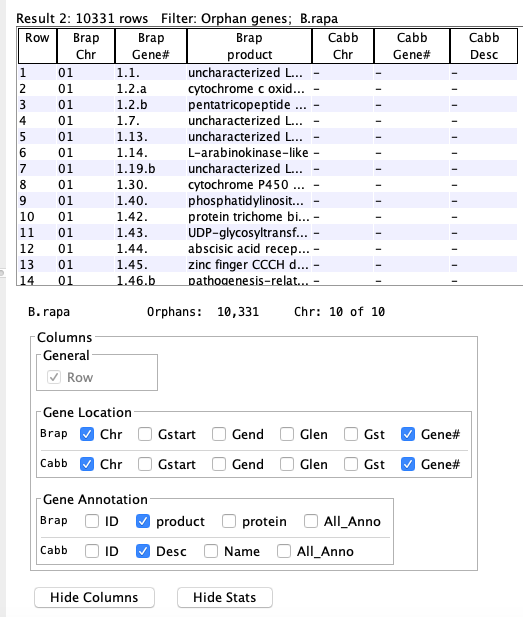 Result 2: 10331 rows   Filter: Orphan genes;  B.rapa
Row Brap Chr Brap Gene# Brap product Cabb Chr Cabb Gene# Cabb Desc
1 01 1.1. uncharacterized L... – – –
2 01 1.2.a cytochrome c oxid... – – –
3 01 1.2.b pentatricopeptide ... – – –
4 01 1.7. uncharacterized L... – – –
5 01 1.13. uncharacterized L... – – –
6 01 1.14. L-arabinokinase-like – – –
7 01 1.19.b uncharacterized L... – – –
8 01 1.30. cytochrome P450 ... – – –
9 01 1.40. phosphatidylinosit... – – –
10 01 1.42. protein trichome bi... – – –
11 01 1.43. UDP-glycosyltransf... – – –
12 01 1.44. abscisic acid recep... – – –
13 01 1.45. zinc finger CCCH d... – – –
14 01 1.46.b pathogenesis-relat... – – –
B.rapa Orphans: 10,331 Chr: 10 of 10
Columns
General
Row
Gene Location
Brap Chr Gstart Gend Glen Gst Gene#
Cabb Chr Gstart Gend Glen Gst Gene#
Gene Annotation
Brap ID product protein All_Anno
Cabb ID Desc Name All_Anno
Hide Columns Hide Stats